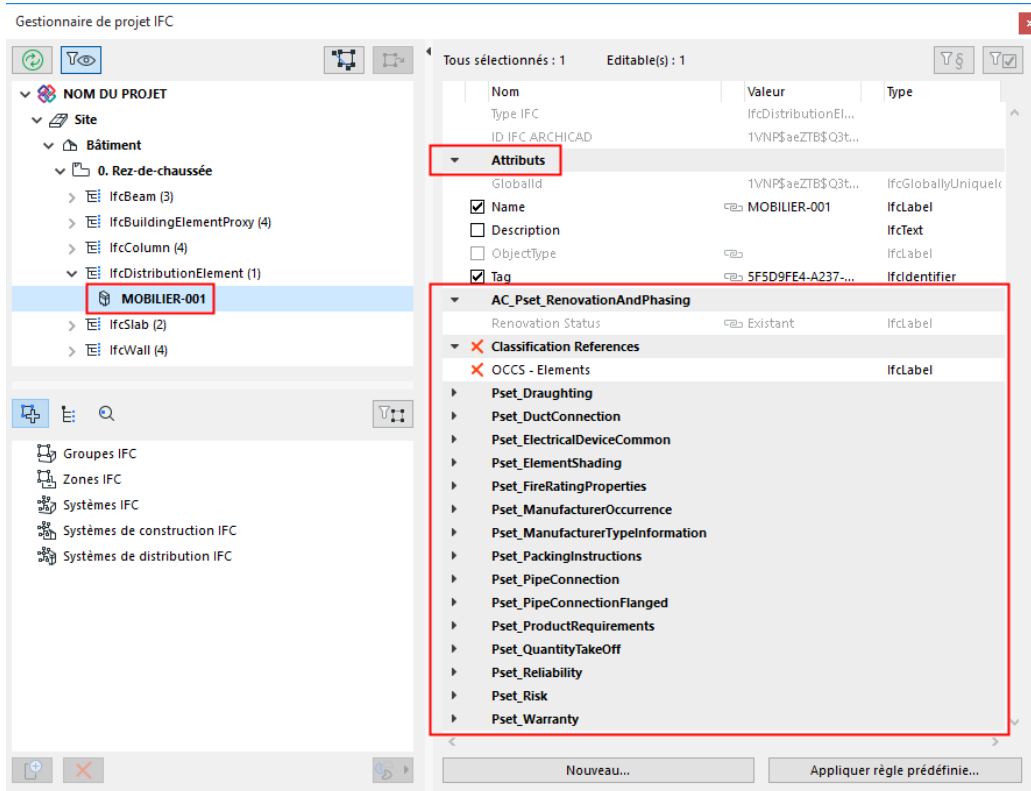 Gestionnaire de projet IFC
NOM DU PROJET
Site
Bâtiment
0. Rez-de-chaussée
IfcBeam (3)
IfcBuildingElementProxy (4)
IfcColumn (4)
IfcDistributionElement (1)
MOBILIER-001
IfcSlab (2)
IfcWall (4)
Groupes IFC
Zones IFC
Systèmes IFC
Systèmes de construction IFC
Systèmes de distribution IFC
Tous sélectionnés : 1 Editable(s) : 1
Nom Valeur Type
Type IFC IfcDistributionEl...
ID IFC ARCHICAD 1VNP$aeZTB$Q3t...
Attributs
GlobalId 1VNP$aeZTB$Q3t... IfcGloballyUniqueId
Name MOBILIER-001 IfcLabel
Description IfcText
ObjectType IfcLabel
Tag 5F5D9FE4-A237-... IfcIdentifier
AC_Pset_RenovationAndPhasing
Renovation Status Existant IfcLabel
Classification References
OCCS - Elements IfcLabel
Pset_Draughting
Pset_DuctConnection
Pset_ElectricalDeviceCommon
Pset_ElementShading
Pset_FireRatingProperties
Pset_ManufacturerOccurrence
Pset_ManufacturerTypeInformation
Pset_PackingInstructions
Pset_PipeConnection
Pset_PipeConnectionFlanged
Pset_ProductRequirements
Pset_QuantityTakeOff
Pset_Reliability
Pset_Risk
Pset_Warranty
Nouveau... Appliquer règle prédéfinie...